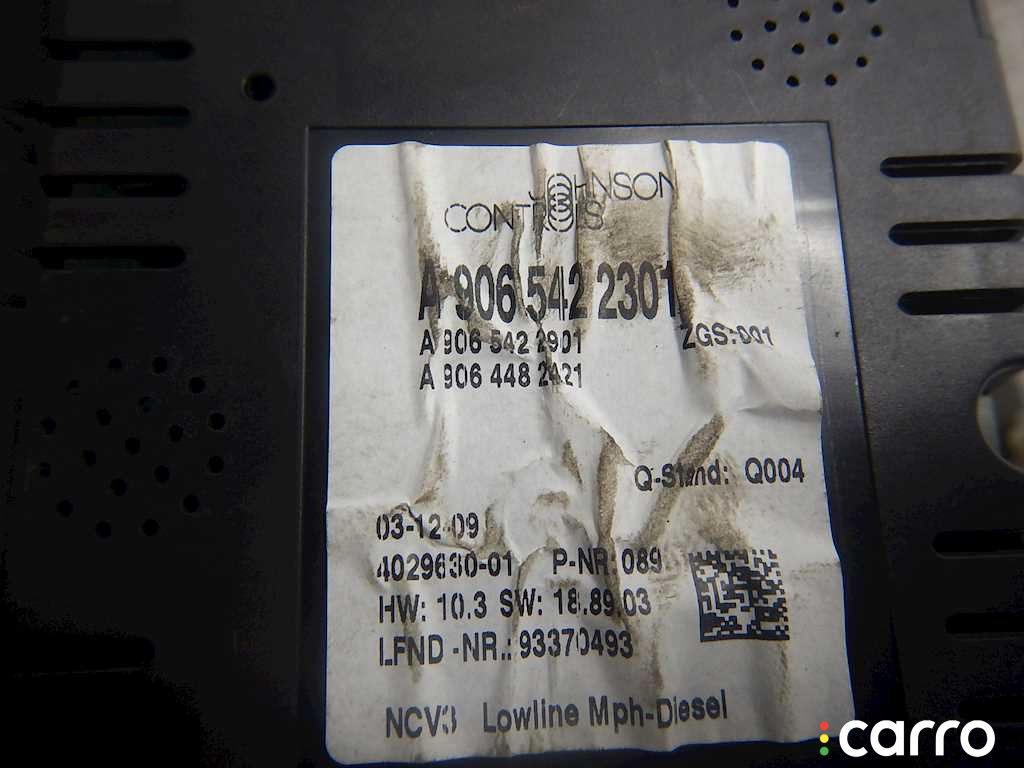 JOHNSON
CONTROLS
A 906 542 2301
A 906 542 2901 ZGS:001
A 906 448 2421
Q-Stand: Q004
03-12-09
4029630-01 P-NR:089
HW: 10.3 SW: 18.89.03
LFND -NR.: 93370493
NCV3 Lowline Mph-Diesel
carro